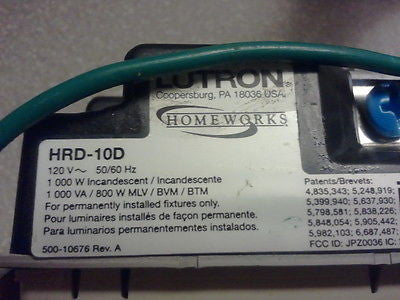 LUTRON
Coopersburg, PA 18036 USA
HOMEWORKS
HRD-10D
120 V~ 50/60 Hz
1 000 W Incandescent / Incandescente
1 000 VA / 800 W MLV / BVM / BTM
For permanently installed fixtures only.
Pour luminaires installés de façon permanente.
Para luminarios permanentemente instalados.
500-10676 Rev. A
Patents/Brevets:
4,835,343; 5,248,919;
5,399,940; 5,637,930;
5,798,581; 5,838,226;
5,848,054; 5,905,442;
5,982,103; 6,687,487;
FCC ID: JPZ0036 IC: